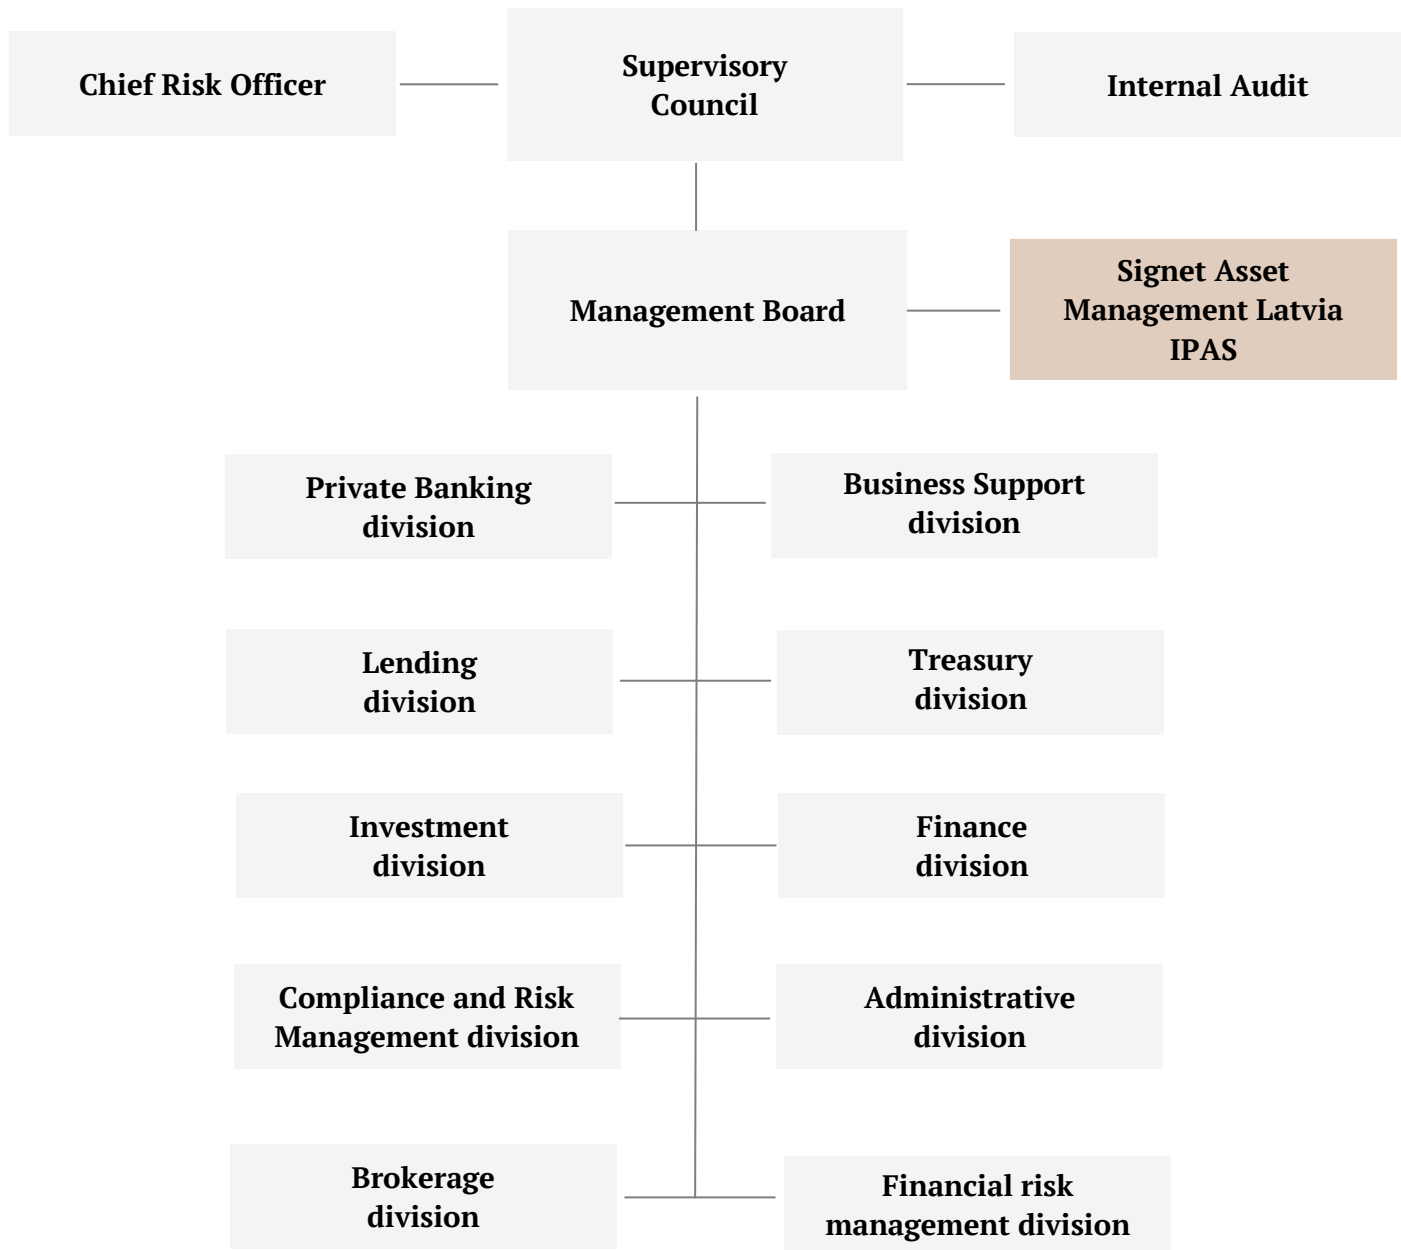 Chief Risk Officer
Supervisory
Council
Internal Audit
Management Board
Signet Asset
Management Latvia
IPAS
Private Banking
division
Business Support
division
Lending
division
Treasury
division
Investment
division
Finance
division
Compliance and Risk
Management division
Administrative
division
Brokerage
division
Financial risk
management division